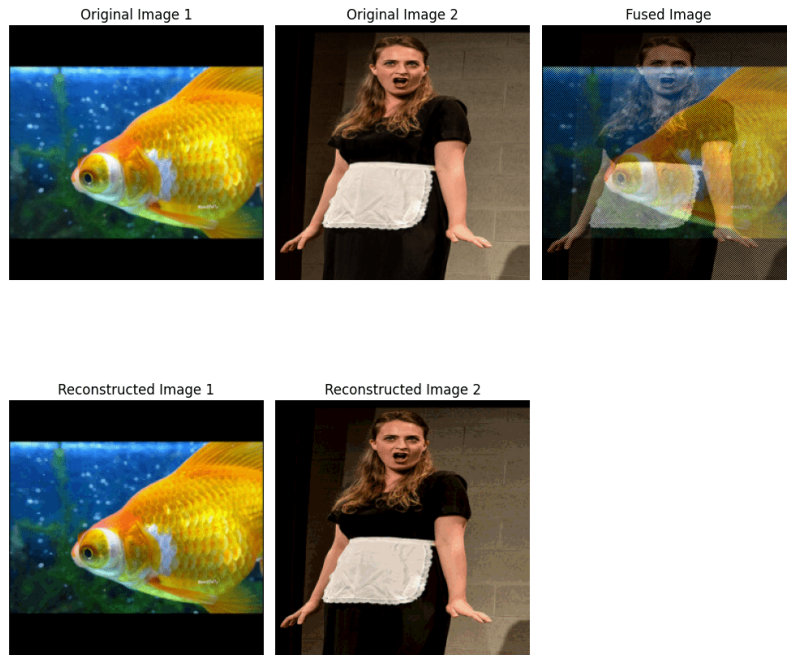 Original Image 1
Original Image 2
Fused Image
Reconstructed Image 1
Reconstructed Image 2